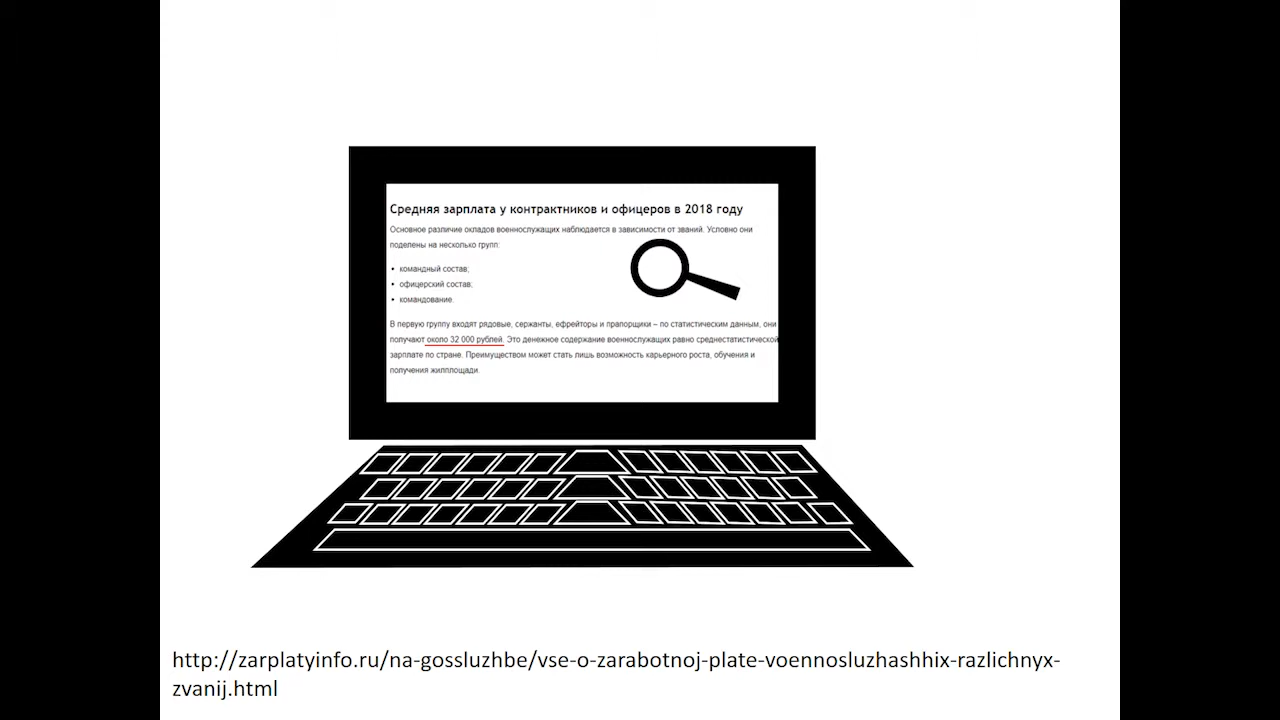 Средняя зарплата у контрактников и офицеров в 2018 году
Основное различие окладов военнослужащих наблюдается в зависимости от званий. Условно они
поделены на несколько групп:
• командный состав;
• офицерский состав;
• командование.
В первую группу входят рядовые, сержанты, ефрейторы и прапорщики – по статистическим данным, они
получают около 32 000 рублей. Это денежное содержание военнослужащих равно среднестатистической
зарплате по стране. Преимуществом может стать лишь возможность карьерного роста, обучения и
получения жилплощади.
http://zarplatyinfo.ru/na-gossluzhbe/vse-o-zarabotnoj-plate-voennosluzhashhix-razlichnyx-
zvanij.html